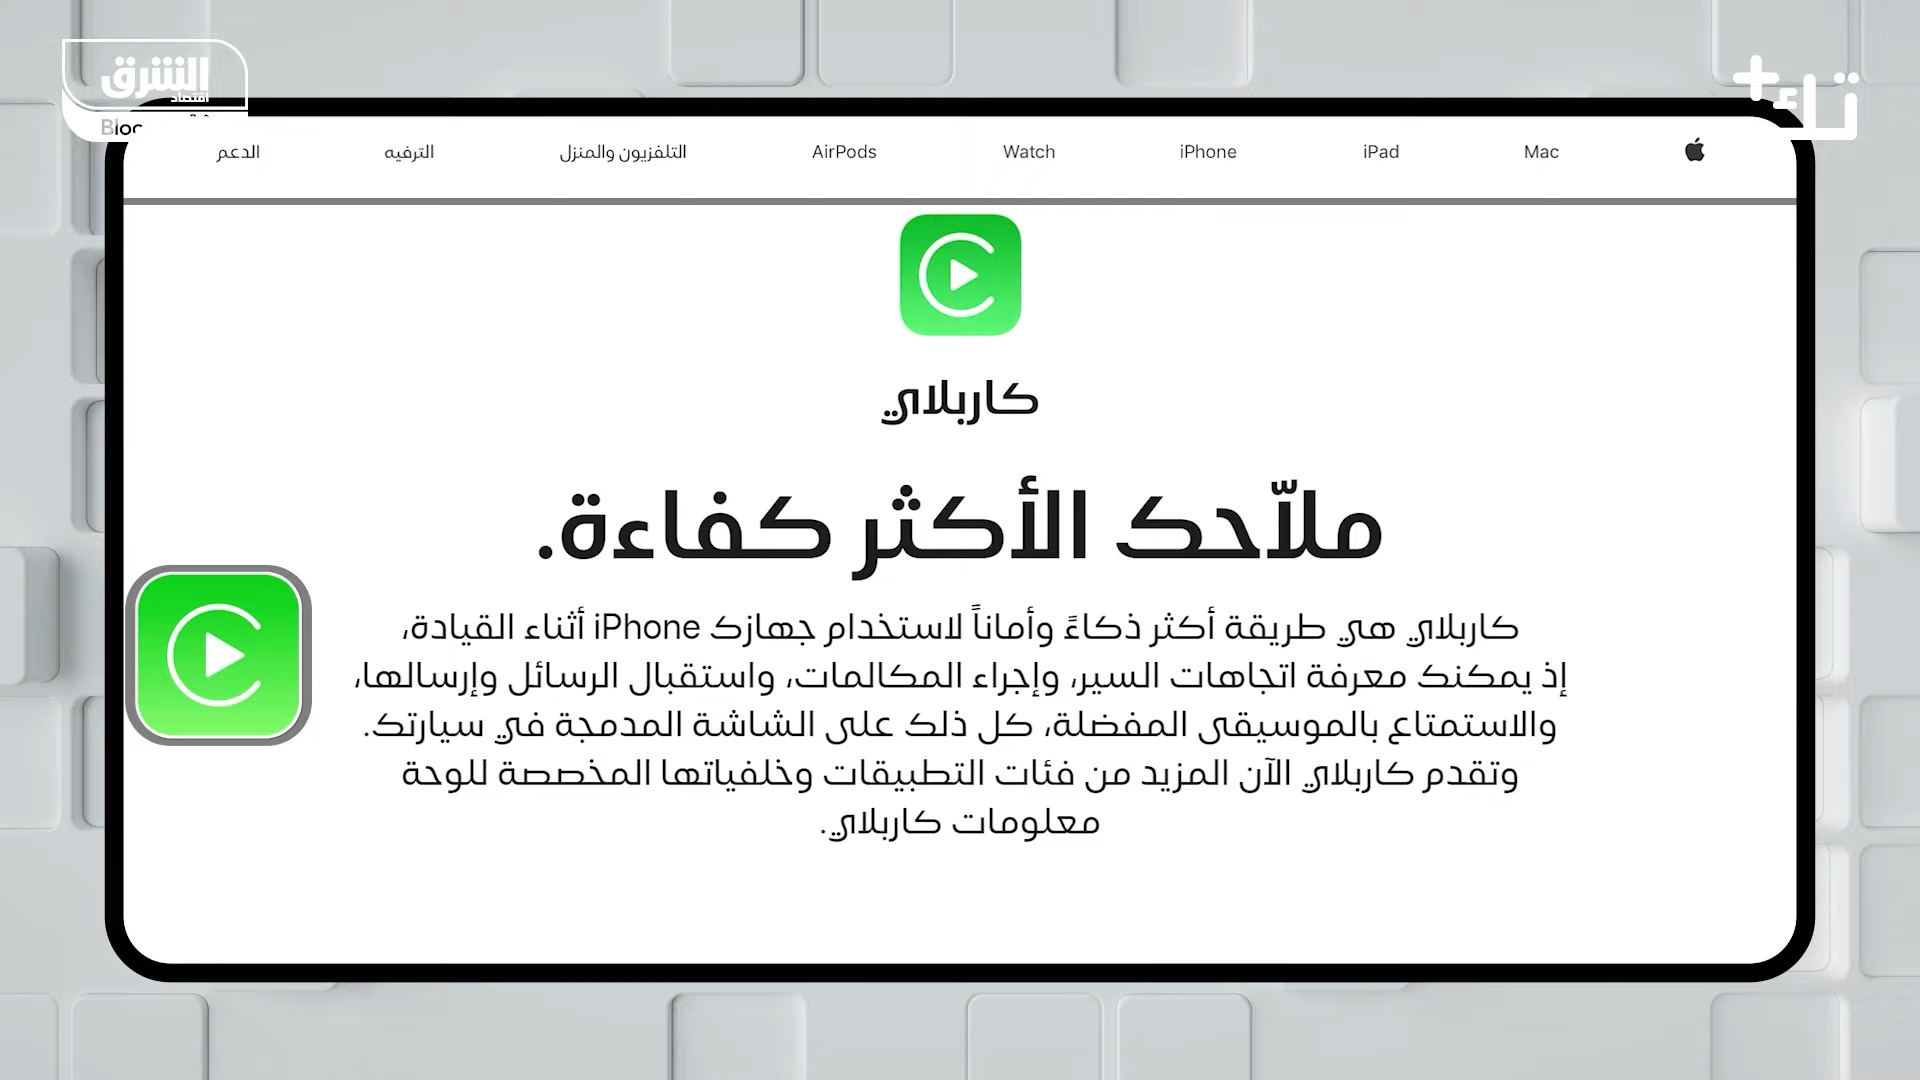 الشرق
اقتصاد
تك+
Mac
iPad
iPhone
Watch
AirPods
التلفزيون والمنزل
الترفيه
الدعم
كاربلاي
ملّاحك الأكثر كفاءة.
كاربلاي هي طريقة أكثر ذكاءً وأماناً لاستخدام جهازك iPhone أثناء القيادة،
إذ يمكنك معرفة اتجاهات السير، وإجراء المكالمات، واستقبال الرسائل وإرسالها،
والاستمتاع بالموسيقى المفضلة، كل ذلك على الشاشة المدمجة في سيارتك.
وتقدم كاربلاي الآن المزيد من فئات التطبيقات وخلفياتها المخصصة للوحة
معلومات كاربلاي.